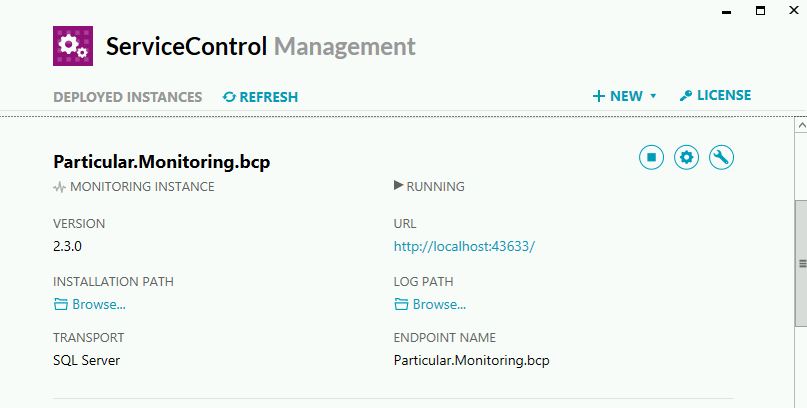 ServiceControl Management
DEPLOYED INSTANCES REFRESH NEW LICENSE
Particular.Monitoring.bcp
MONITORING INSTANCE RUNNING
VERSION URL
2.3.0 http://localhost:43633/
INSTALLATION PATH LOG PATH
Browse... Browse...
TRANSPORT ENDPOINT NAME
SQL Server Particular.Monitoring.bcp